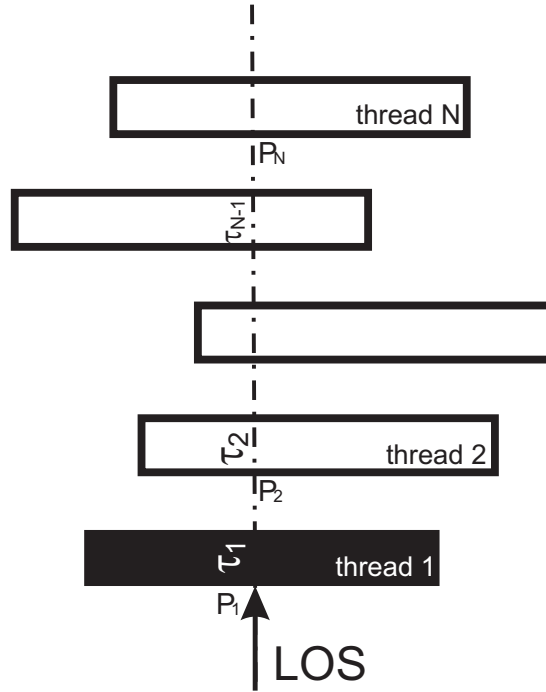 thread N
P_N
τ_{N-1}
τ_2
thread 2
P_2
τ_1
thread 1
P_1
LOS